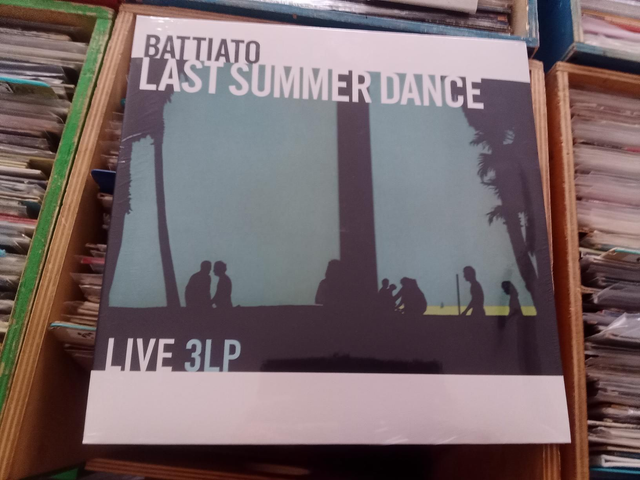 BATTIATO
LAST SUMMER DANCE
LIVE 3LP